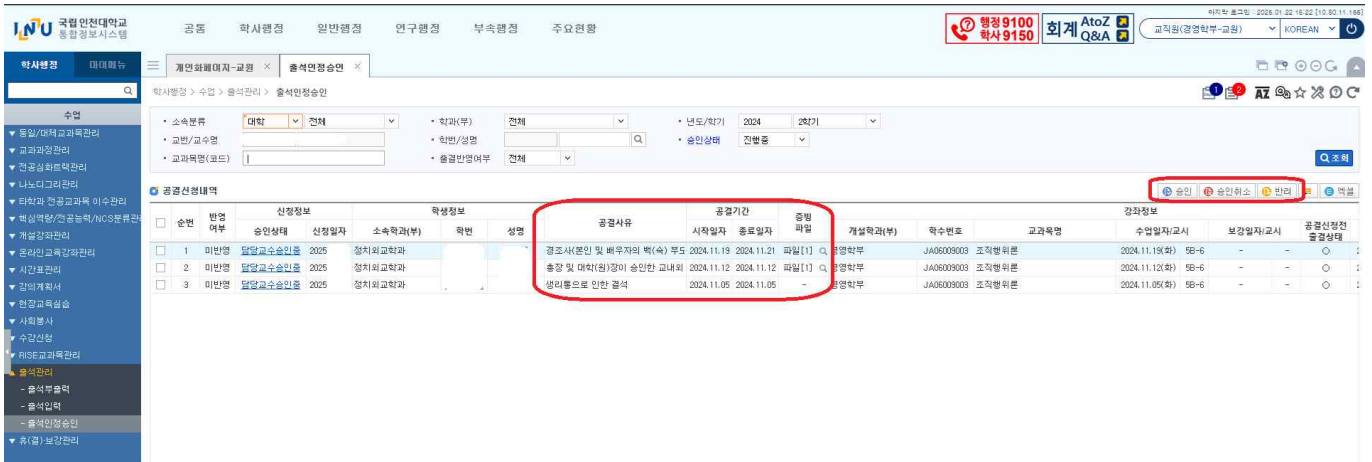 마지막 로그인 : 2026.01.22 16:22 [10.80.11.166]
INU 국립인천대학교 통합정보시스템
공통 학사행정 일반행정 연구행정 부속행정 주요현황
행정9100 학사9150
회계 AtoZ Q&A
교직원(경영학부-교원) KOREAN
학사행정 마이메뉴
개인화페이지-교원 × 출석인정승인 ×
학사행정 > 수업 > 출석관리 > 출석인정승인
1 2
수업
▼ 동일/대체교과목관리
▼ 교과과정관리
▼ 전공심화트랙관리
▼ 나노디그리관리
▼ 타학과 전공교과목 이수관리
▼ 핵심역량/전공능력/NCS분류관
▼ 개설강좌관리
▼ 온라인교육강좌관리
▼ 시간표관리
▼ 강의계획서
▼ 현장교육실습
▼ 사회봉사
▼ 수강신청
▼ RISE교과목관리
▲ 출석관리
- 출석부출력
- 출석입력
- 출석인정승인
▼ 휴(결)·보강관리
• 소속분류 대학 전체 • 학과(부) 전체 • 년도/학기 2024 2학기
• 교번/교수명 • 학번/성명 • 승인상태 진행중
• 교과목명(코드) • 출결반영여부 전체
조회
공결신청내역
승인 승인취소 반려 엑셀
순번 반영여부 신청정보 학생정보 공결사유 공결기간 증빙파일 강좌정보
승인상태 신청일자 소속학과(부) 학번 성명 시작일자 종료일자 개설학과(부) 학수번호 교과목명 수업일자/교시 보강일자/교시 공결신청전 출결상태
1 미반영 담당교수승인중 2025 정치외교학과 경조사(본인 및 배우자의 백(숙) 부모 2024.11.19 2024.11.21 파일[1] 경영학부 JA06009003 조직행위론 2024.11.19(화) 5B-6 - - ○
2 미반영 담당교수승인중 2025 정치외교학과 총장 및 대학(원)장이 승인한 교내외 2024.11.12 2024.11.12 파일[1] 경영학부 JA06009003 조직행위론 2024.11.12(화) 5B-6 - - ○
3 미반영 담당교수승인중 2025 정치외교학과 생리통으로 인한 결석 2024.11.05 2024.11.05 - 경영학부 JA06009003 조직행위론 2024.11.05(화) 5B-6 - - ○